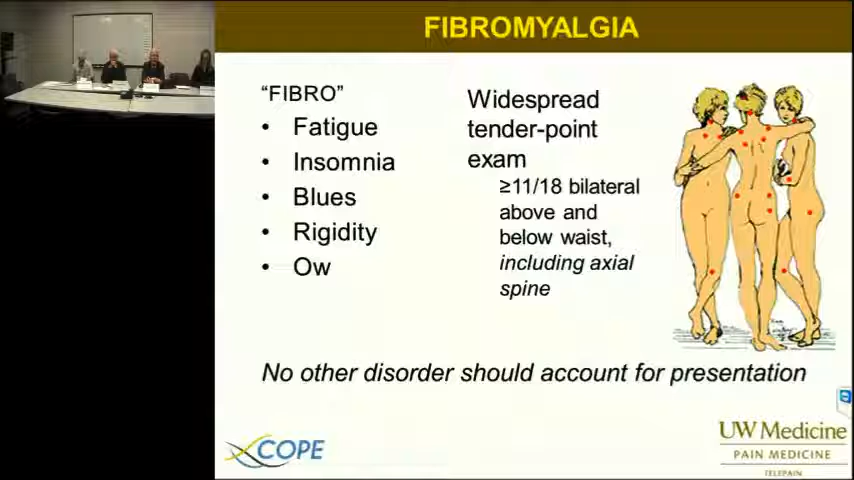 FIBROMYALGIA
“FIBRO”
• Fatigue
• Insomnia
• Blues
• Rigidity
• Ow
Widespread
tender-point
exam
≥11/18 bilateral
above and
below waist,
including axial
spine
No other disorder should account for presentation
COPE
UW Medicine
PAIN MEDICINE
TELEPAIN